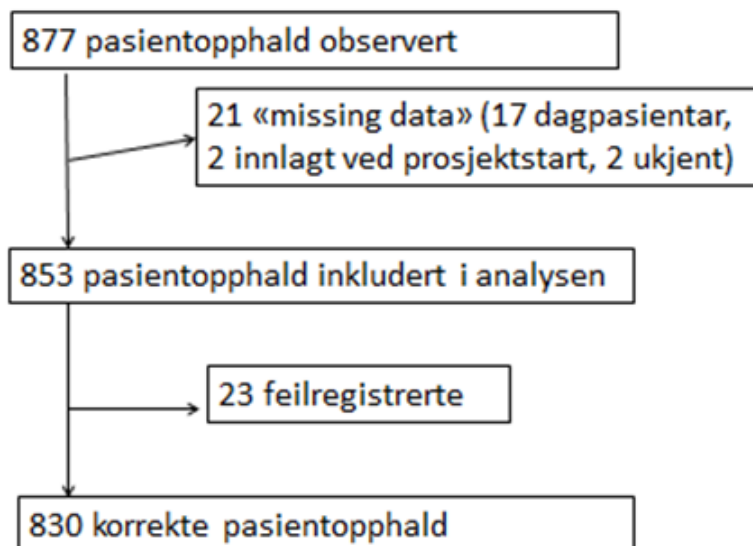 877 pasientopphald observert
21 «missing data» (17 dagpasientar,
2 innlagt ved prosjektstart, 2 ukjent)
853 pasientopphald inkludert i analysen
23 feilregistrerte
830 korrekte pasientopphald